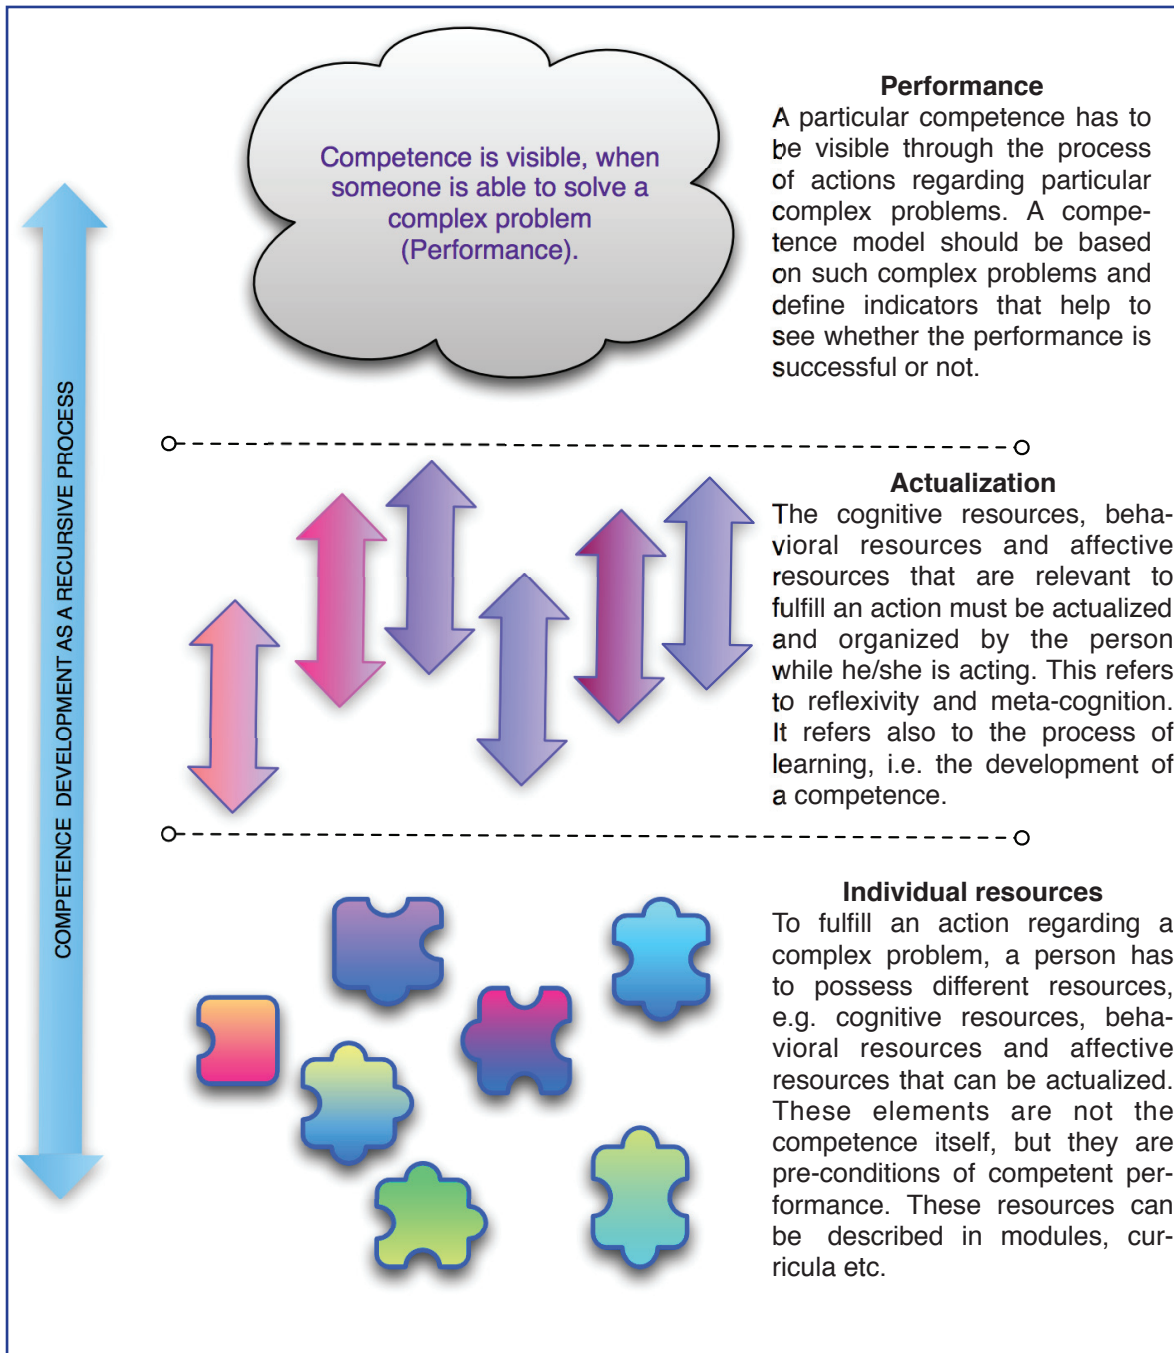 Competence is visible, when
someone is able to solve a
complex problem
(Performance).
Performance
A particular competence has to
be visible through the process
of actions regarding particular
complex problems. A compe-
tence model should be based
on such complex problems and
define indicators that help to
see whether the performance is
successful or not.
COMPETENCE DEVELOPMENT AS A RECURSIVE PROCESS
Actualization
The cognitive resources, beha-
vioral resources and affective
resources that are relevant to
fulfill an action must be actualized
and organized by the person
while he/she is acting. This refers
to reflexivity and meta-cognition.
It refers also to the process of
learning, i.e. the development of
a competence.
Individual resources
To fulfill an action regarding a
complex problem, a person has
to possess different resources,
e.g. cognitive resources, beha-
vioral resources and affective
resources that can be actualized.
These elements are not the
competence itself, but they are
pre-conditions of competent per-
formance. These resources can
be described in modules, cur-
ricula etc.